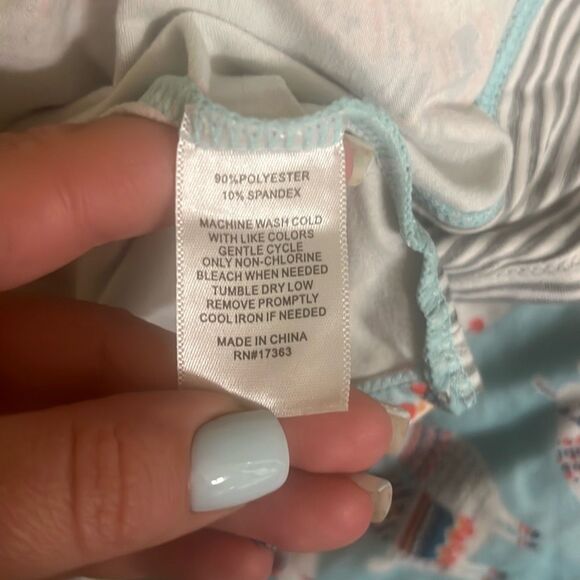 90%POLYESTER
10% SPANDEX
MACHINE WASH COLD
WITH LIKE COLORS
GENTLE CYCLE
ONLY NON-CHLORINE
BLEACH WHEN NEEDED
TUMBLE DRY LOW
REMOVE PROMPTLY
COOL IRON IF NEEDED
MADE IN CHINA
RN#17363